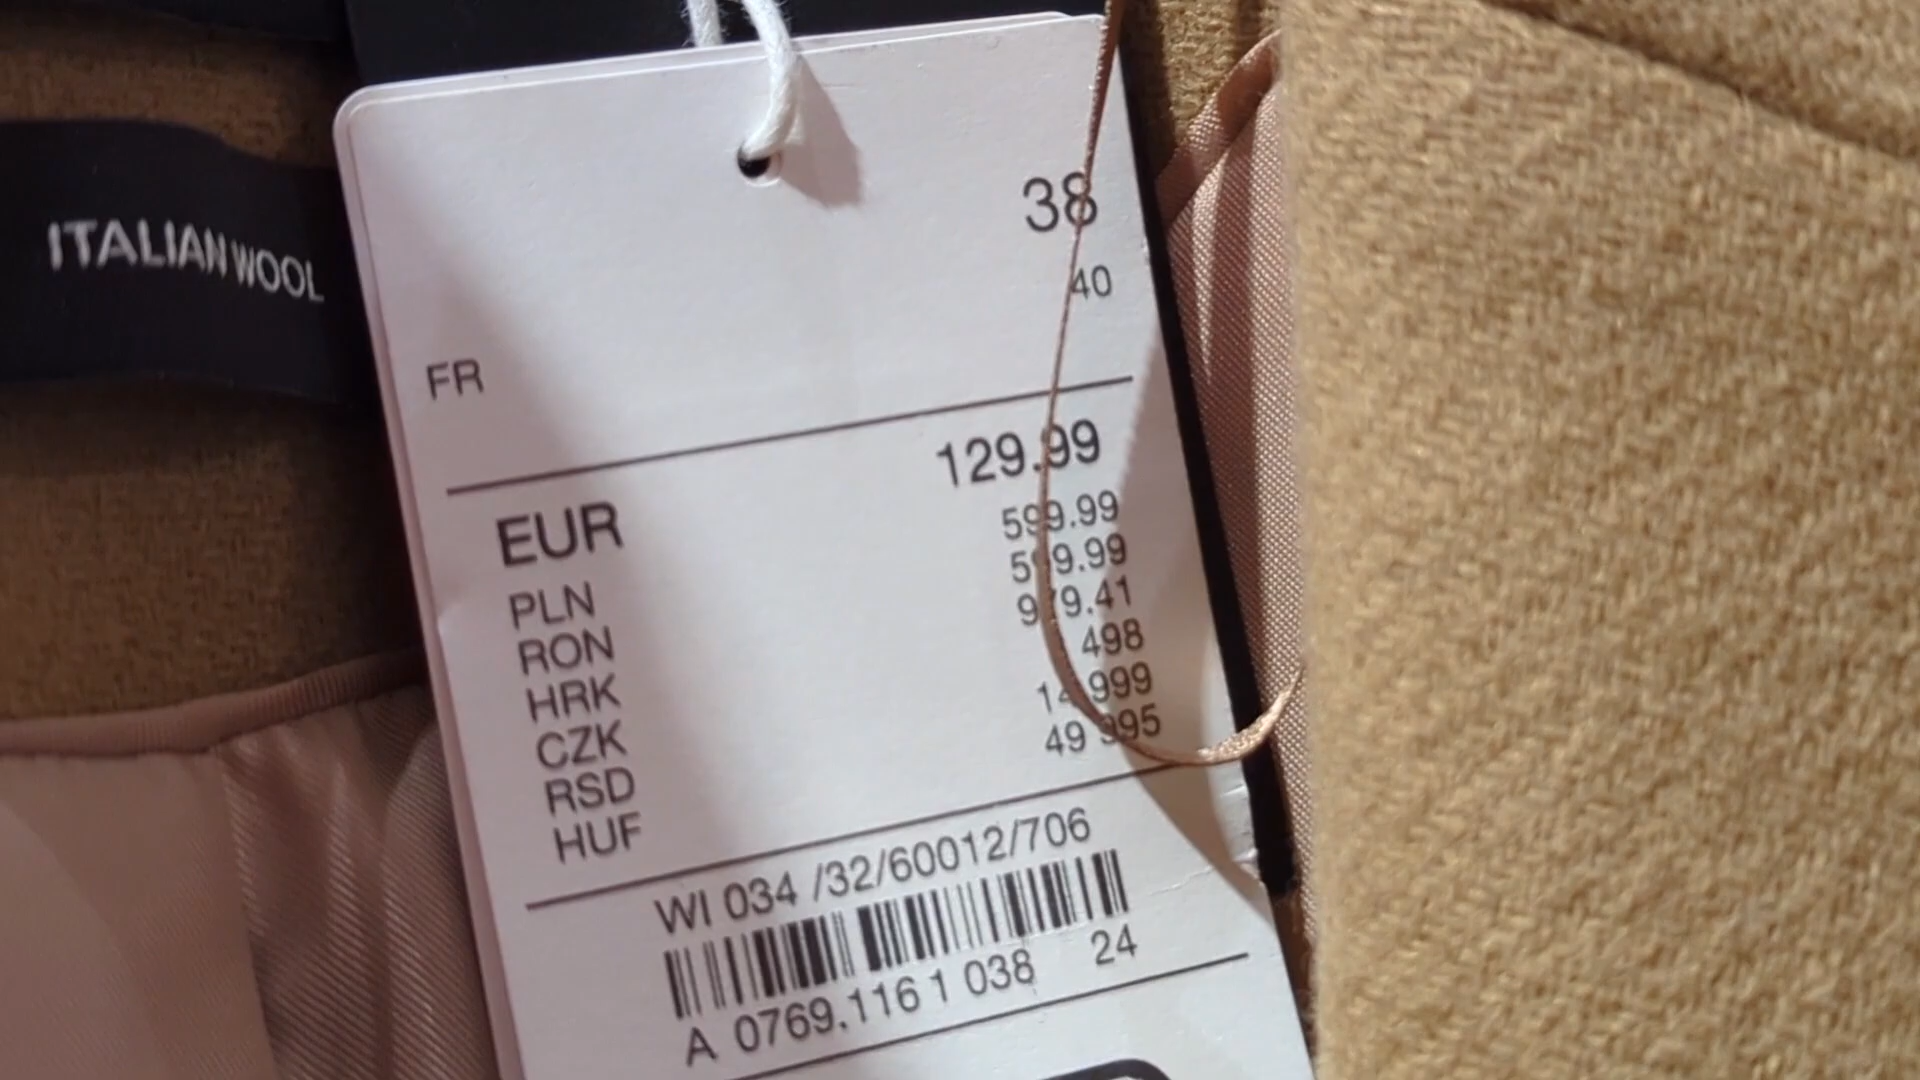 ITALIAN WOOL
38
40
FR
EUR 129.99
PLN 599.99
RON 599.99
HRK 979.41
CZK 498
RSD 14 999
HUF 49 995
WI 034 /32/60012/706
A 0769.116 1 038 24